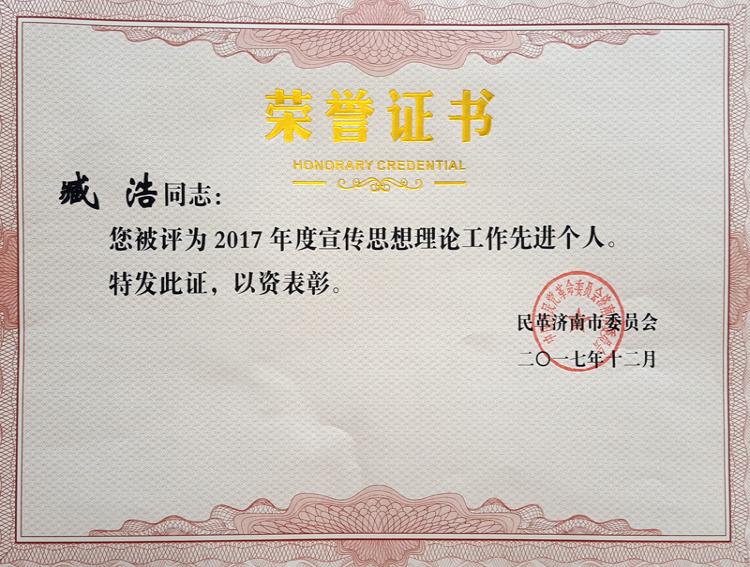 荣誉证书
HONORARY CREDENTIAL
臧 浩同志：
您被评为2017年度宣传思想理论工作先进个人。
特发此证，以资表彰。
民革济南市委员会
二〇一七年十二月